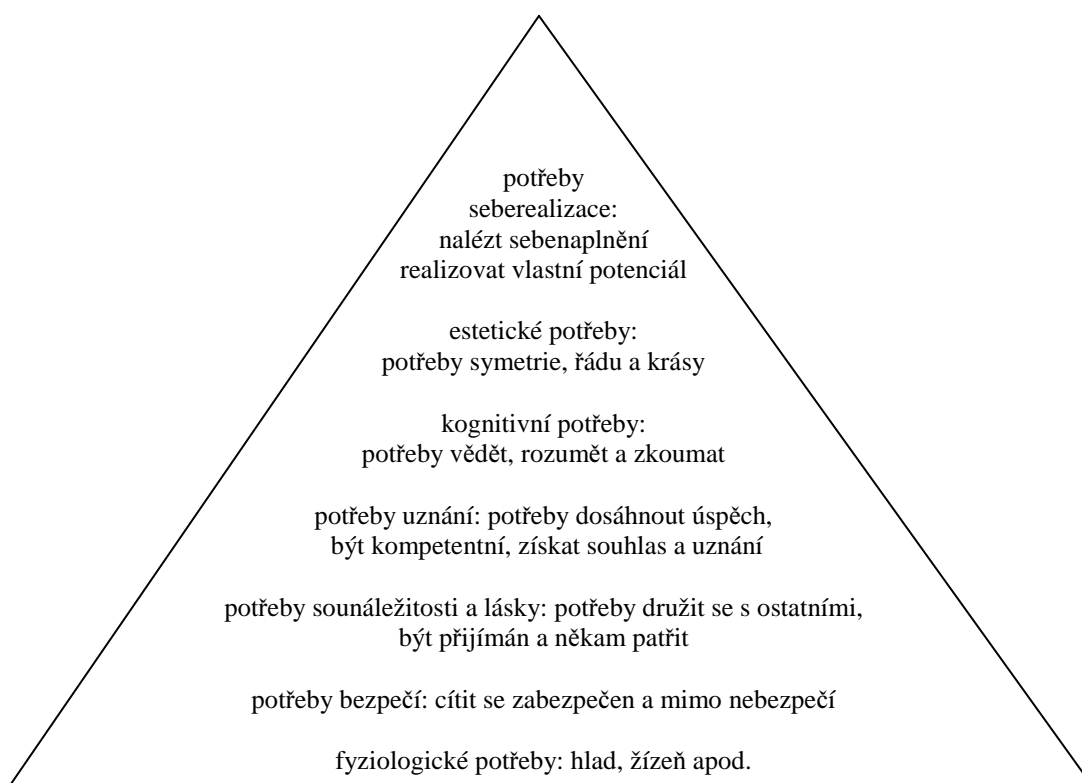 potřeby
seberealizace:
nalézt sebenaplnění
realizovat vlastní potenciál
estetické potřeby:
potřeby symetrie, řádu a krásy
kognitivní potřeby:
potřeby vědět, rozumět a zkoumat
potřeby uznání: potřeby dosáhnout úspěch,
být kompetentní, získat souhlas a uznání
potřeby sounáležitosti a lásky: potřeby družit se s ostatními,
být přijímán a někam patřit
potřeby bezpečí: cítit se zabezpečen a mimo nebezpečí
fyziologické potřeby: hlad, žízeň apod.